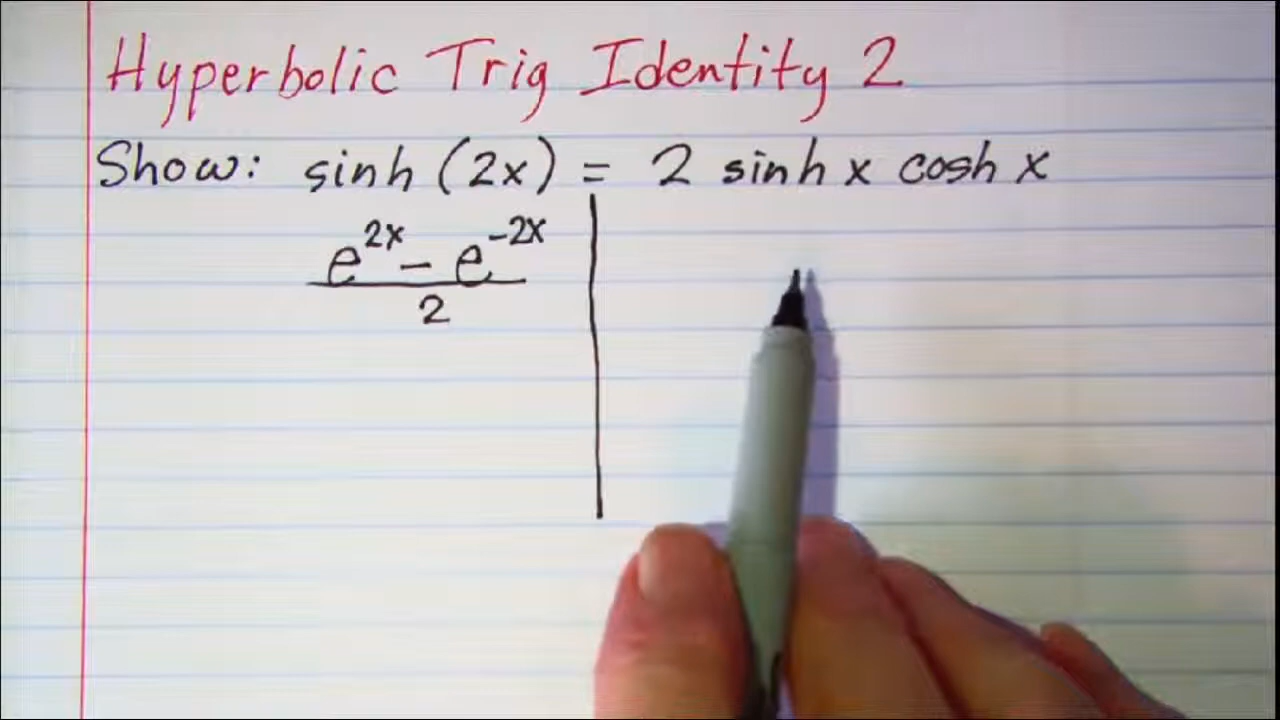 Hyperbolic Trig Identity 2
Show: sinh (2x) = 2 sinh x cosh x
e^{2x} - e^{-2x}
2